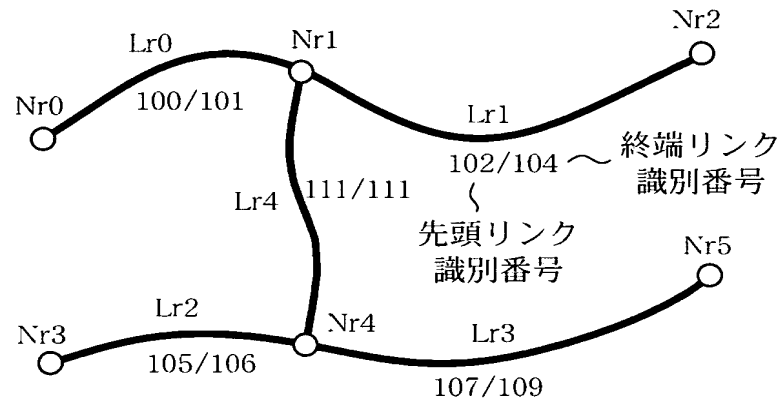 Nr2
Lr0
Nr1
Nr0
100/101
Lr1
102/104
終端リンク
識別番号
Lr4
111/111
先頭リンク
識別番号
Nr5
Lr2
Nr4
Nr3
Lr3
105/106
107/109